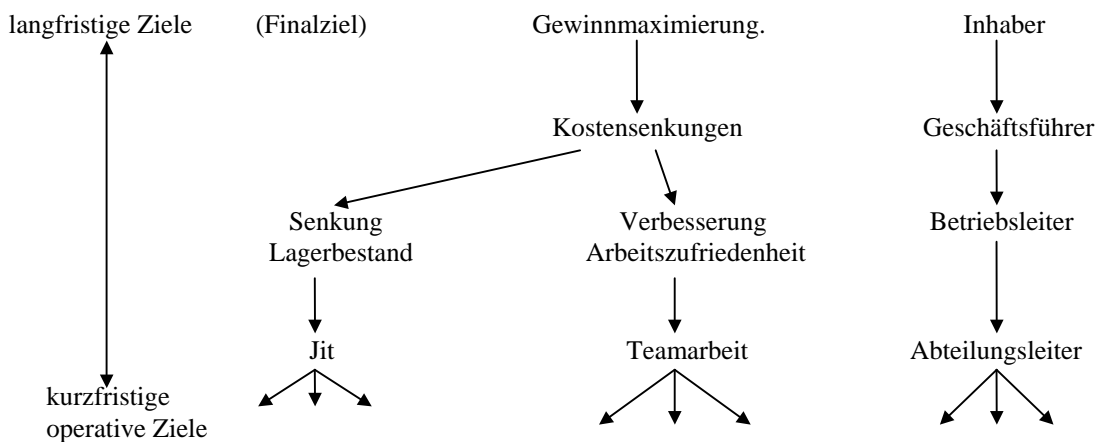 langfristige Ziele (Finalziel) Gewinnmaximierung. Inhaber
Kostensenkungen Geschäftsführer
Senkung Verbesserung Betriebsleiter
Lagerbestand Arbeitszufriedenheit
Jit Teamarbeit Abteilungsleiter
kurzfristige
operative Ziele